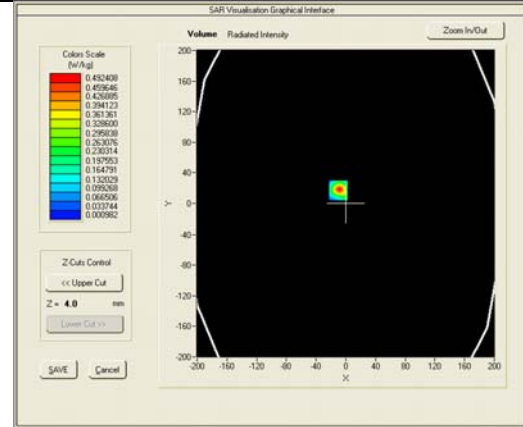 SAR Visualisation Graphical Interface
Volume Radiated Intensity
Zoom In/Out
Colors Scale
(W/kg)
0.492408
0.459646
0.426885
0.394123
0.361361
0.328600
0.295838
0.263076
0.230314
0.197553
0.164791
0.132029
0.099268
0.066506
0.033744
0.000982
200
160
120
80
40
0
-40
-80
-120
-160
-200
Y
-200 -160 -120 -80 -40 0 40 80 120 160 200
X
Z-Cuts Control
<< Upper Cut
Z = 4.0 mm
Lower Cut >>
SAVE Cancel